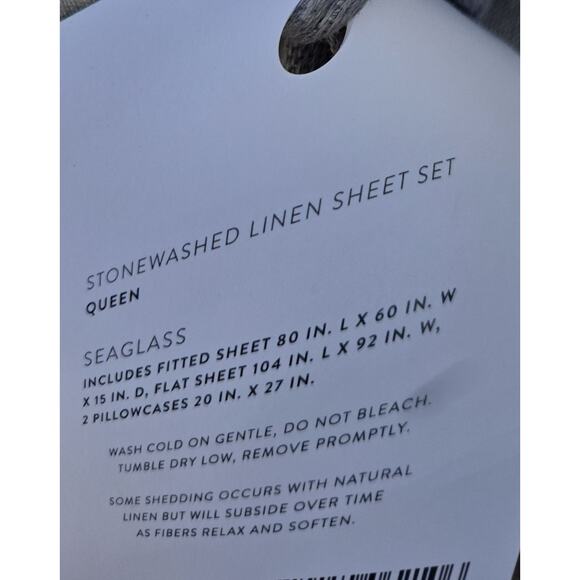 STONEWASHED LINEN SHEET SET
QUEEN
SEAGLASS
INCLUDES FITTED SHEET 80 IN. L X 60 IN. W
X 15 IN. D, FLAT SHEET 104 IN. L X 92 IN. W,
2 PILLOWCASES 20 IN. X 27 IN.
WASH COLD ON GENTLE, DO NOT BLEACH.
TUMBLE DRY LOW, REMOVE PROMPTLY.
SOME SHEDDING OCCURS WITH NATURAL
LINEN BUT WILL SUBSIDE OVER TIME
AS FIBERS RELAX AND SOFTEN.